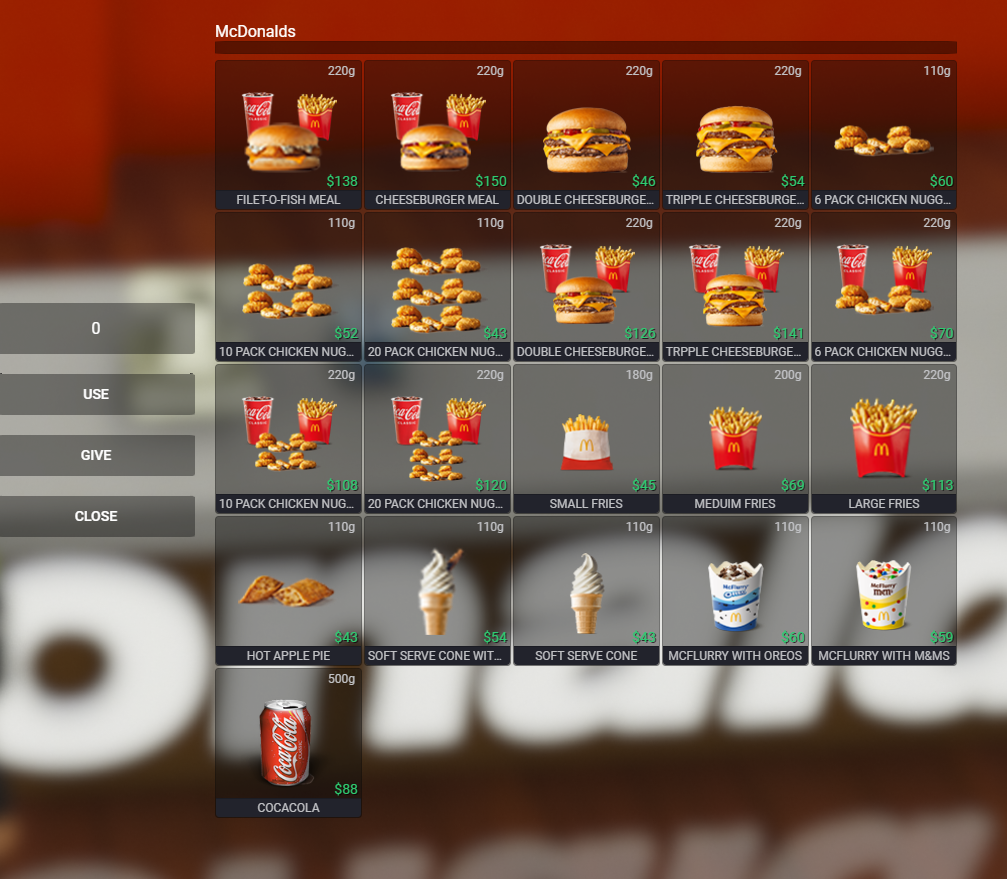 McDonalds
220g
$138
FILET-O-FISH MEAL
220g
$150
CHEESEBURGER MEAL
220g
$46
DOUBLE CHEESEBURGE...
220g
$54
TRIPPLE CHEESEBURGE...
110g
$60
6 PACK CHICKEN NUGG...
110g
$52
10 PACK CHICKEN NUG...
110g
$43
20 PACK CHICKEN NUG...
220g
$126
DOUBLE CHEESEBURGE...
220g
$141
TRPPLE CHEESEBURGE...
220g
$70
6 PACK CHICKEN NUGG...
220g
$108
10 PACK CHICKEN NUG...
220g
$120
20 PACK CHICKEN NUG...
180g
$45
SMALL FRIES
200g
$69
MEDUIM FRIES
220g
$113
LARGE FRIES
110g
$43
HOT APPLE PIE
110g
$54
SOFT SERVE CONE WIT...
110g
$43
SOFT SERVE CONE
110g
McFlurry
OREO
$60
MCFLURRY WITH OREOS
110g
McFlurry
m&m's
$59
MCFLURRY WITH M&MS
500g
Coca-Cola
$88
COCACOLA
0
USE
GIVE
CLOSE